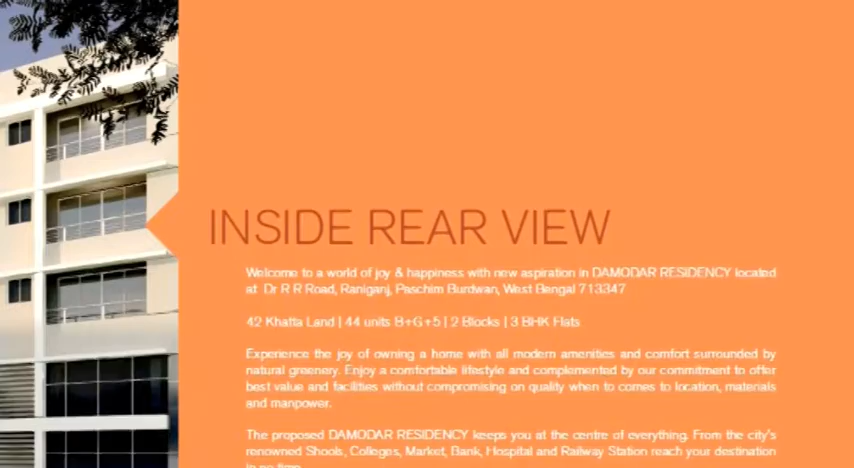 INSIDE REAR VIEW
Welcome to a world of joy & happiness with new aspiration in DAMODAR RESIDENCY located
at Dr R R Road, Raniganj, Paschim Burdwan, West Bengal 713347
42 Khatta Land | 44 units B+G+5 | 2 Blocks | 3 BHK Flats
Experience the joy of owning a home with all modern amenities and comfort surrounded by
natural greenery. Enjoy a comfortable lifestyle and complemented by our commitment to offer
best value and facilities without compromising on quality when to comes to location, materials
and manpower.
The proposed DAMODAR RESIDENCY keeps you at the centre of everything. From the city's
renowned Shools, Colleges, Market, Bank, Hospital and Railway Station reach your destination
in no time